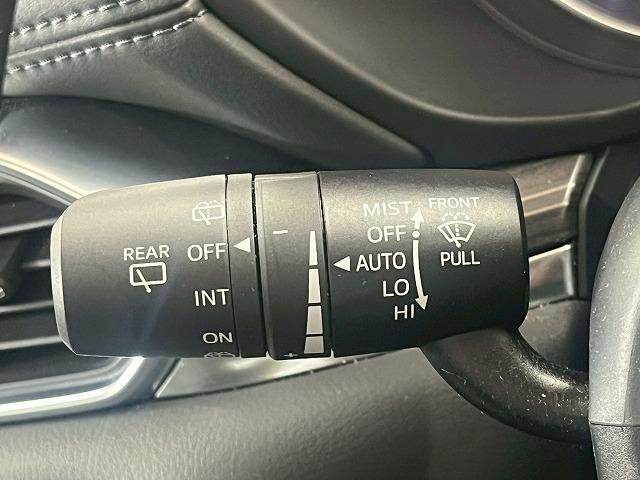 REAR
OFF
INT
ON
−
+
MIST
OFF
AUTO
LO
HI
FRONT
PULL